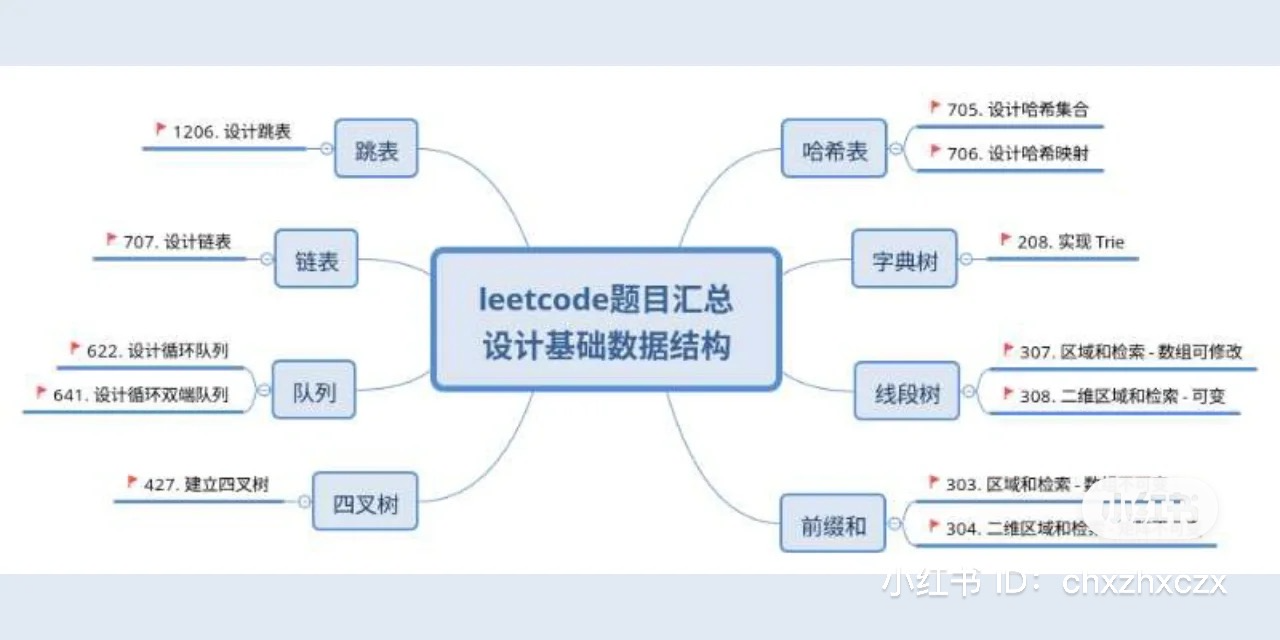 leetcode题目汇总
设计基础数据结构
跳表
1206. 设计跳表
链表
707. 设计链表
队列
622. 设计循环队列
641. 设计循环双端队列
四叉树
427. 建立四叉树
哈希表
705. 设计哈希集合
706. 设计哈希映射
字典树
208. 实现 Trie
线段树
307. 区域和检索 - 数组可修改
308. 二维区域和检索 - 可变
前缀和
303. 区域和检索 - 数
304. 二维区域和检
小红书
小红书 ID: chxzhxczx